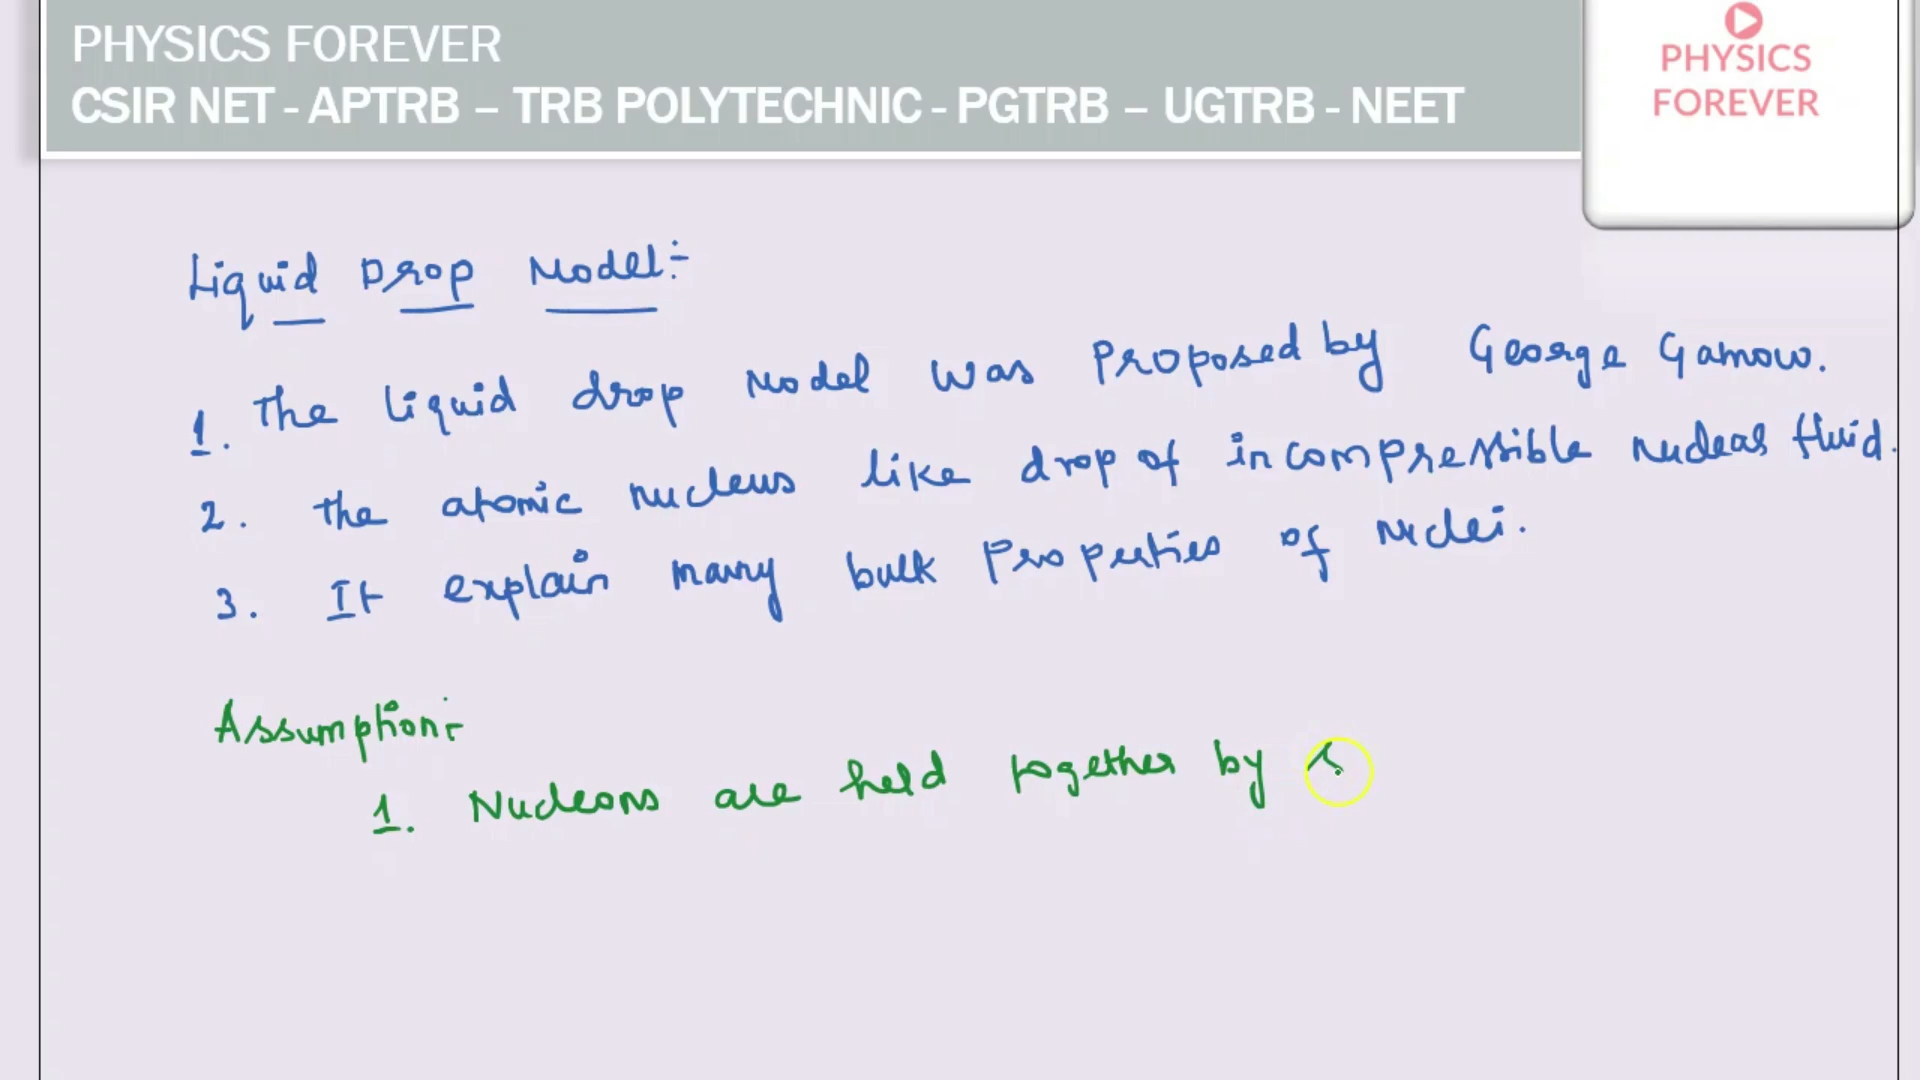 PHYSICS FOREVER
CSIR NET - APTRB – TRB POLYTECHNIC - PGTRB – UGTRB - NEET
PHYSICS
FOREVER
Liquid Drop Model:-
1. The Liquid drop Model was Proposed by George Gamow.
2. The atomic nucleus like drop of incompressible nuclear fluid.
3. It explain many bulk Properties of nuclei.
Assumption:-
1. Nucleons are held together by